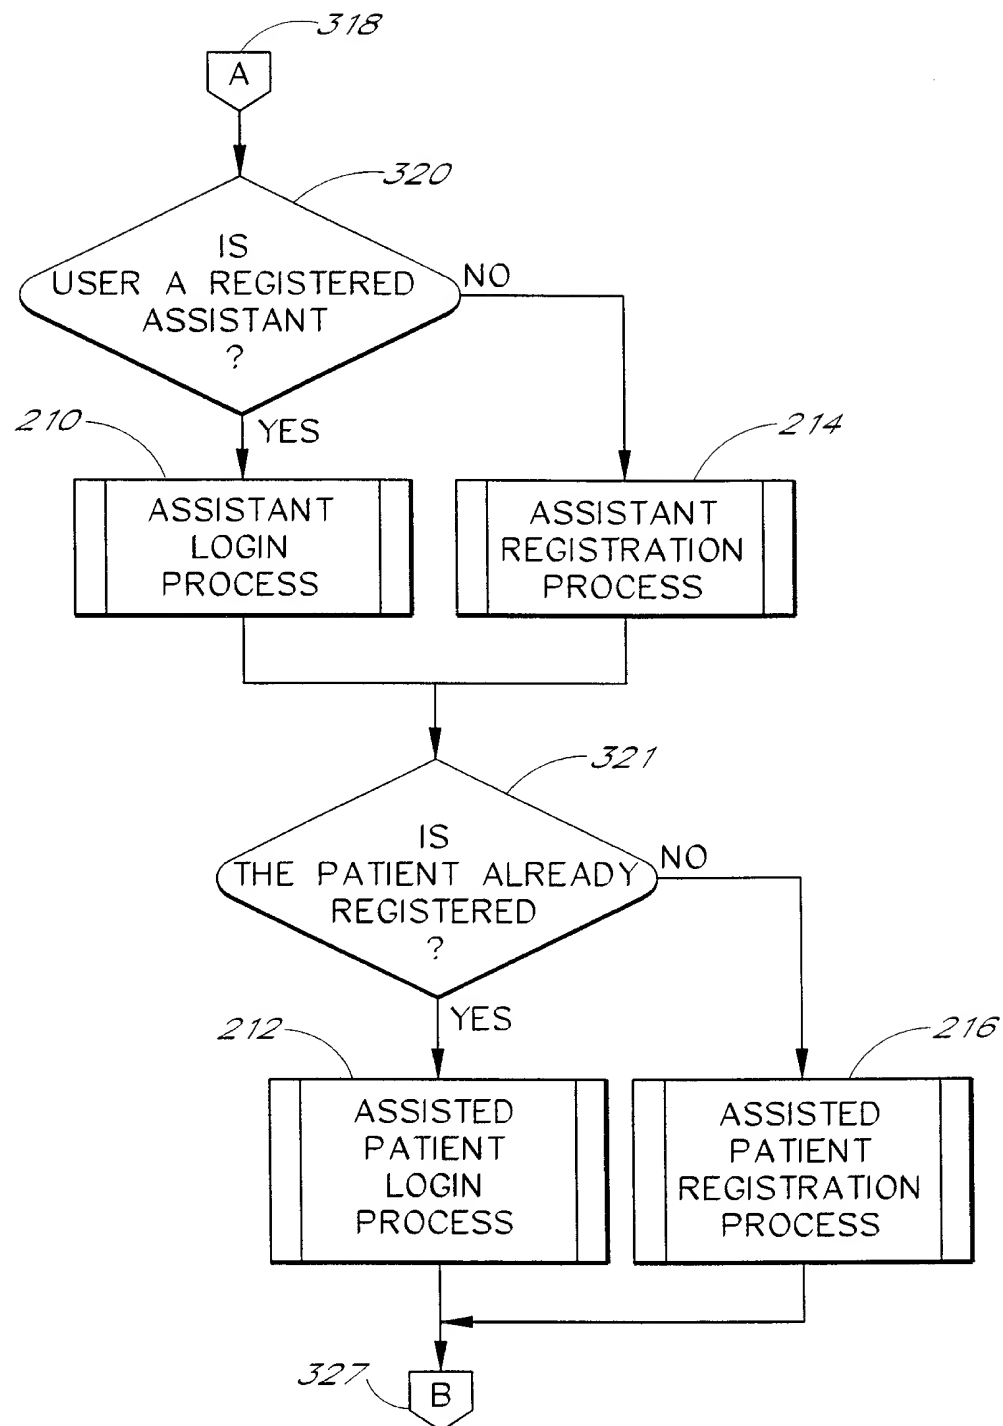 318
A
320
IS
USER A REGISTERED
ASSISTANT
?
NO
YES
210
214
ASSISTANT
LOGIN
PROCESS
ASSISTANT
REGISTRATION
PROCESS
321
IS
THE PATIENT ALREADY
REGISTERED
?
NO
YES
212
216
ASSISTED
PATIENT
LOGIN
PROCESS
ASSISTED
PATIENT
REGISTRATION
PROCESS
327
B